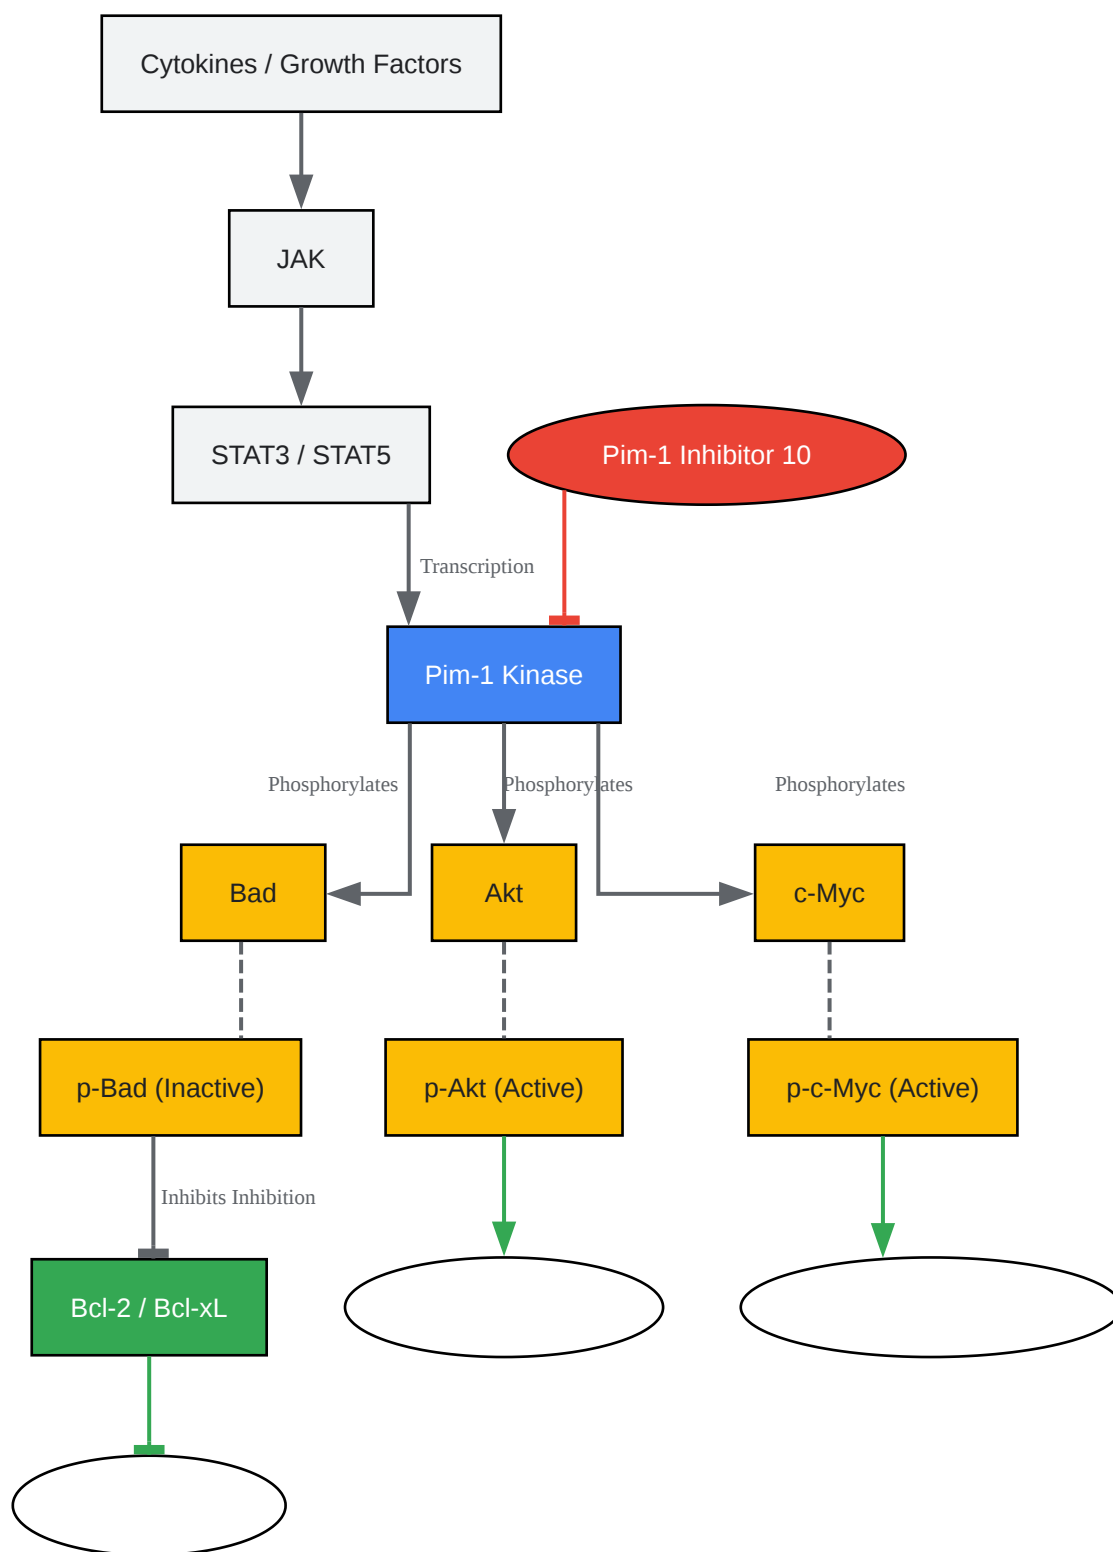 Cytokines / Growth Factors
JAK
STAT3 / STAT5
Pim-1 Inhibitor 10
Transcription
Pim-1 Kinase
Phosphorylates
Phosphorylates
Phosphorylates
Bad
Akt
c-Myc
p-Bad (Inactive)
p-Akt (Active)
p-c-Myc (Active)
Inhibits Inhibition
Bcl-2 / Bcl-xL